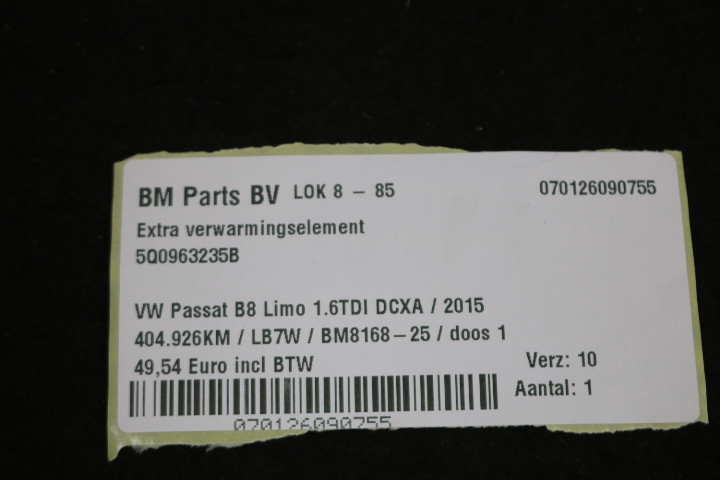 BM Parts BV LOK 8 - 85 070126090755
Extra verwarmingselement
5Q0963235B
VW Passat B8 Limo 1.6TDI DCXA / 2015
404.926KM / LB7W / BM8168-25 / doos 1
49,54 Euro incl BTW Verz: 10
Aantal: 1
070126090755